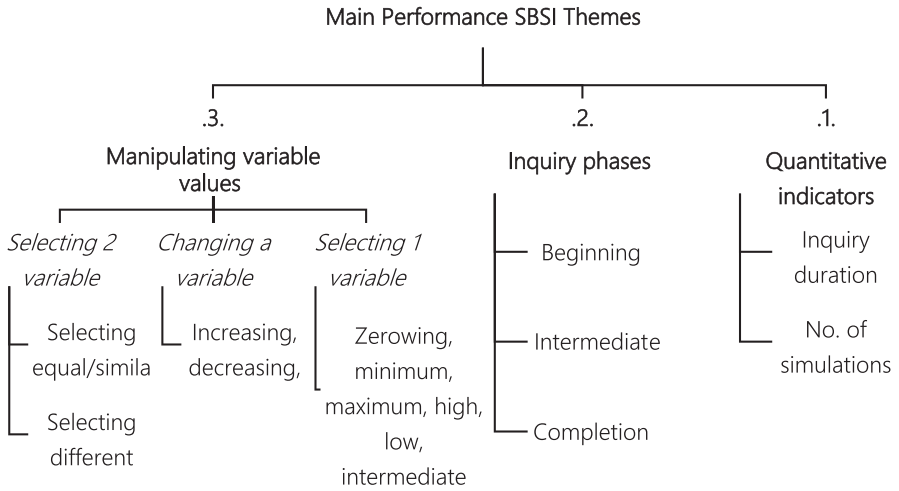 Main Performance SBSI Themes
.3.
Manipulating variable
values
Selecting 2
variable
Selecting
equal/simila
Selecting
different
Changing a
variable
Increasing,
decreasing,
Selecting 1
variable
Zerowing,
minimum,
maximum, high,
low,
intermediate
.2.
Inquiry phases
Beginning
Intermediate
Completion
.1.
Quantitative
indicators
Inquiry
duration
No. of
simulations